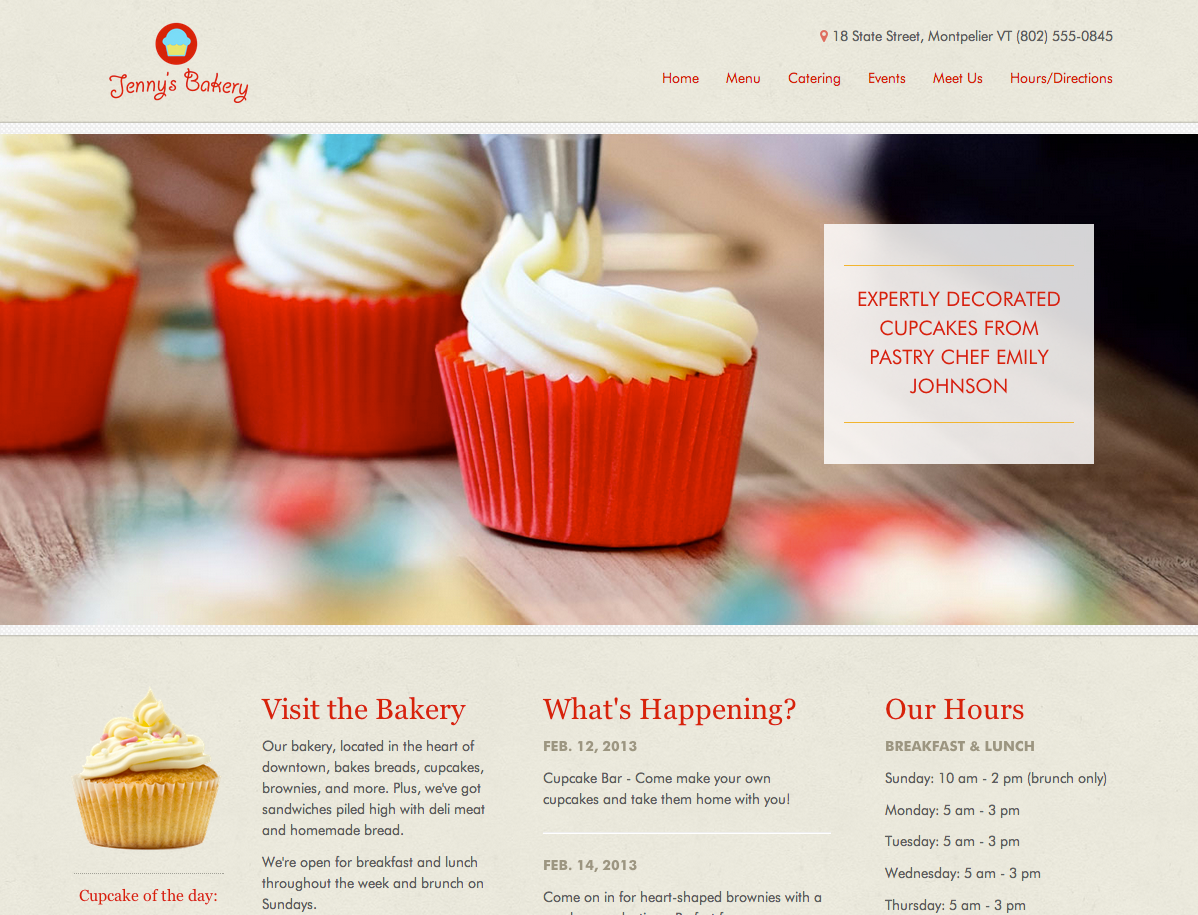 Jenny's Bakery
18 State Street, Montpelier VT (802) 555-0845
Home Menu Catering Events Meet Us Hours/Directions
EXPERTLY DECORATED
CUPCAKES FROM
PASTRY CHEF EMILY
JOHNSON
Cupcake of the day:
Visit the Bakery
Our bakery, located in the heart of
downtown, bakes breads, cupcakes,
brownies, and more. Plus, we've got
sandwiches piled high with deli meat
and homemade bread.
We're open for breakfast and lunch
throughout the week and brunch on
Sundays.
What's Happening?
FEB. 12, 2013
Cupcake Bar - Come make your own
cupcakes and take them home with you!
FEB. 14, 2013
Come on in for heart-shaped brownies with a
Our Hours
BREAKFAST & LUNCH
Sunday: 10 am - 2 pm (brunch only)
Monday: 5 am - 3 pm
Tuesday: 5 am - 3 pm
Wednesday: 5 am - 3 pm
Thursday: 5 am - 3 pm